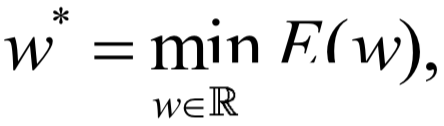 w* = min E(w),
w∈ℝ